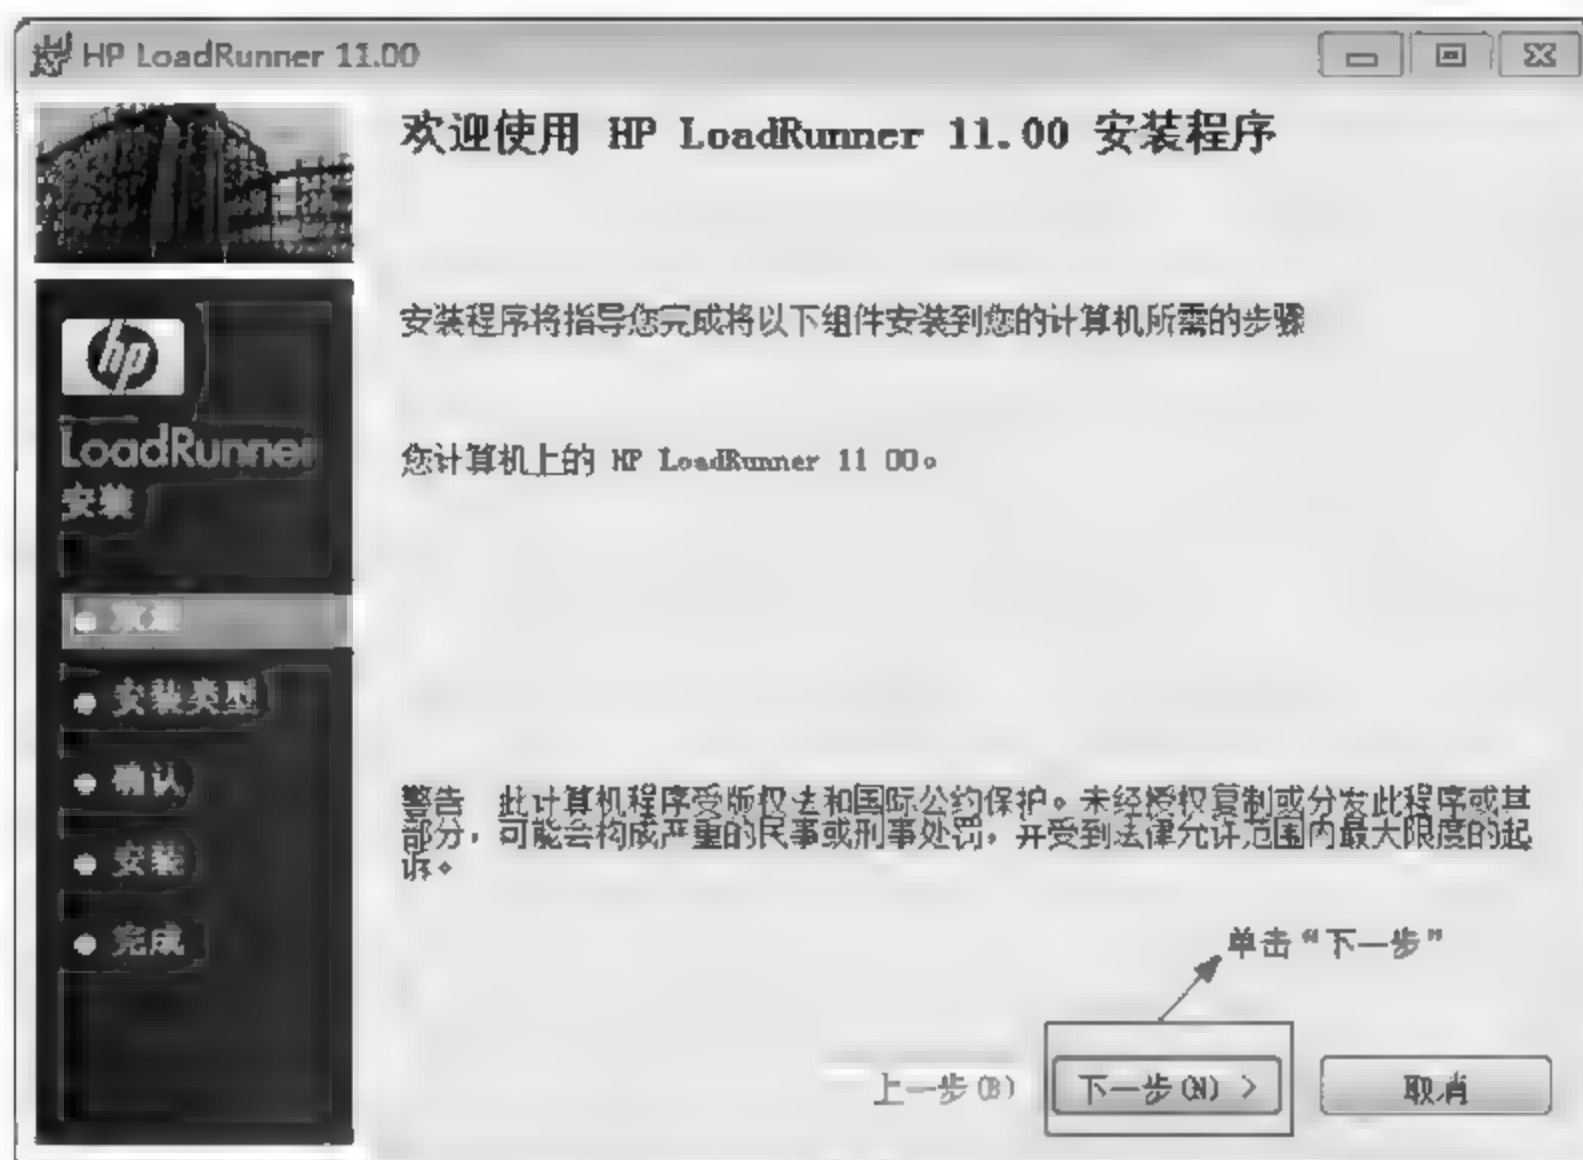 HP LoadRunner 11.00
欢迎使用 HP LoadRunner 11.00 安装程序
安装程序将指导您完成将以下组件安装到您的计算机所需的步骤
hp
LoadRunner
安装
您计算机上的 HP LoadRunner 11 00。
安装类型
确认
安装
完成
警告 此计算机程序受版权法和国际公约保护。未经授权复制或分发此程序或其
部分，可能会构成严重的民事或刑事处罚，并受到法律允许范围内最大限度的起
诉。
单击“下一步”
上一步(B)
下一步(N) >
取消